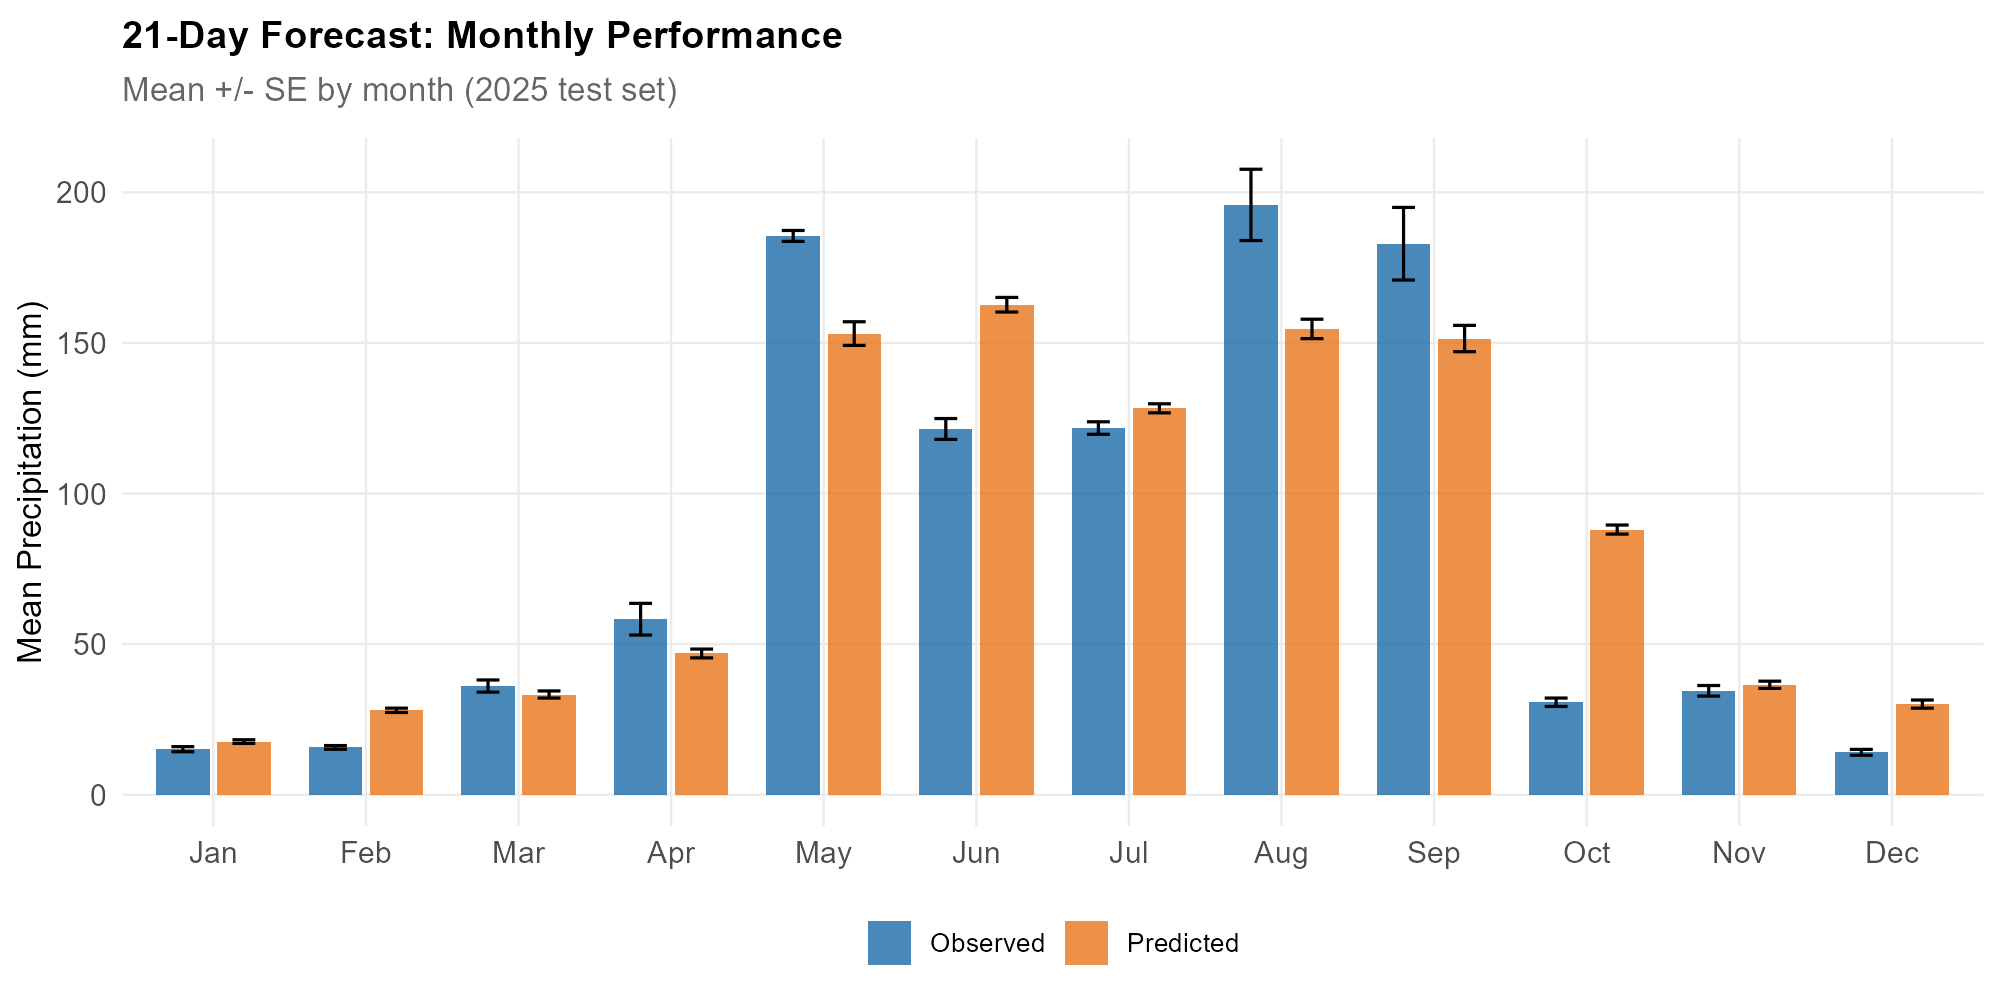 21-Day Forecast: Monthly Performance
Mean +/- SE by month (2025 test set)
Mean Precipitation (mm)
200
150
100
50
0
Jan Feb Mar Apr May Jun Jul Aug Sep Oct Nov Dec
Observed Predicted